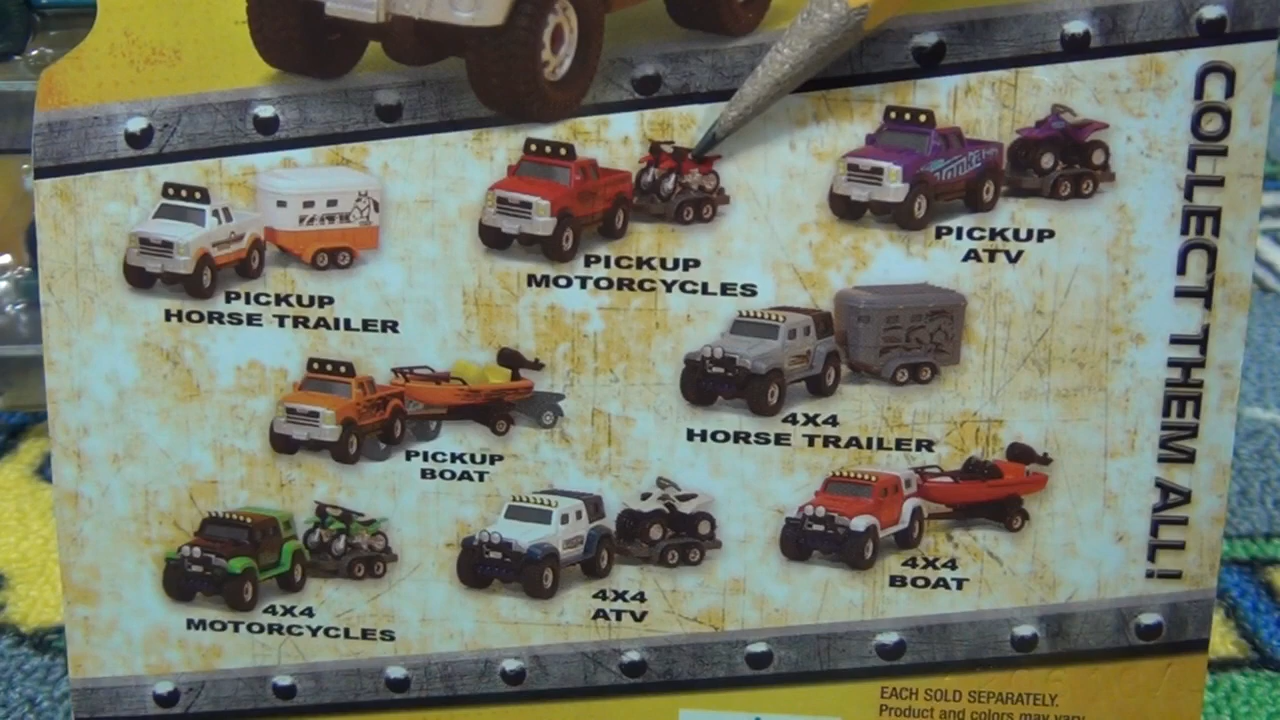 PICKUP
HORSE TRAILER
PICKUP
MOTORCYCLES
TONKA
PICKUP
ATV
PICKUP
BOAT
4X4
HORSE TRAILER
4X4
MOTORCYCLES
4X4
ATV
4X4
BOAT
COLLECT THEM ALL!
EACH SOLD SEPARATELY.
Product and colors may vary